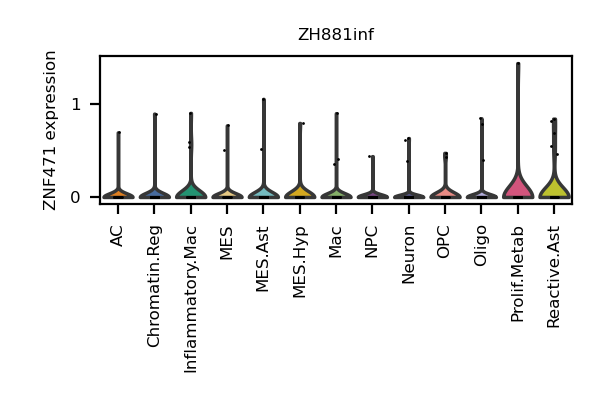 ZH881inf
ZNF471 expression
1
0
AC
Chromatin.Reg
Inflammatory.Mac
MES
MES.Ast
MES.Hyp
Mac
NPC
Neuron
OPC
Oligo
Prolif.Metab
Reactive.Ast